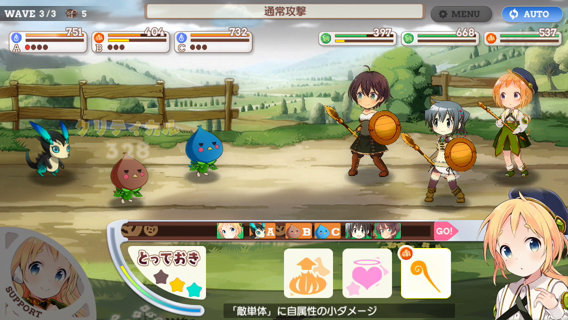 WAVE 3/3
5
通常攻撃
MENU
AUTO
751
A
404
B
732
C
397
668
537
328
A
B
C
GO!
とっておき
SUPPORT
「敵単体」に自属性の小ダメージ